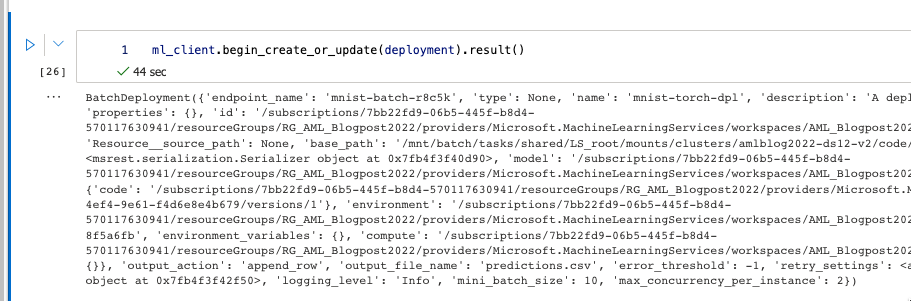 1 ml_client.begin_create_or_update(deployment).result()
[26] 44 sec
... BatchDeployment({'endpoint_name': 'mnist-batch-r8c5k', 'type': None, 'name': 'mnist-torch-dpl', 'description': 'A depl
'properties': {}, 'id': '/subscriptions/7bb22fd9-06b5-445f-b8d4-
570117630941/resourceGroups/RG_AML_Blogpost2022/providers/Microsoft.MachineLearningServices/workspaces/AML_Blogpost202
'Resource__source_path': None, 'base_path': '/mnt/batch/tasks/shared/LS_root/mounts/clusters/amlblog2022-ds12-v2/code/
<msrest.serialization.Serializer object at 0x7fb4f3f40d90>, 'model': '/subscriptions/7bb22fd9-06b5-445f-b8d4-
570117630941/resourceGroups/RG_AML_Blogpost2022/providers/Microsoft.MachineLearningServices/workspaces/AML_Blogpost202
{'code': '/subscriptions/7bb22fd9-06b5-445f-b8d4-570117630941/resourceGroups/RG_AML_Blogpost2022/providers/Microsoft.M
4ef4-9e61-f4d6e8e4b679/versions/1'}, 'environment': '/subscriptions/7bb22fd9-06b5-445f-b8d4-
570117630941/resourceGroups/RG_AML_Blogpost2022/providers/Microsoft.MachineLearningServices/workspaces/AML_Blogpost202
8f5a6fb', 'environment_variables': {}, 'compute': '/subscriptions/7bb22fd9-06b5-445f-b8d4-
570117630941/resourceGroups/RG_AML_Blogpost2022/providers/Microsoft.MachineLearningServices/workspaces/AML_Blogpost202
{}}, 'output_action': 'append_row', 'output_file_name': 'predictions.csv', 'error_threshold': -1, 'retry_settings': <a
object at 0x7fb4f3f42f50>, 'logging_level': 'Info', 'mini_batch_size': 10, 'max_concurrency_per_instance': 2})